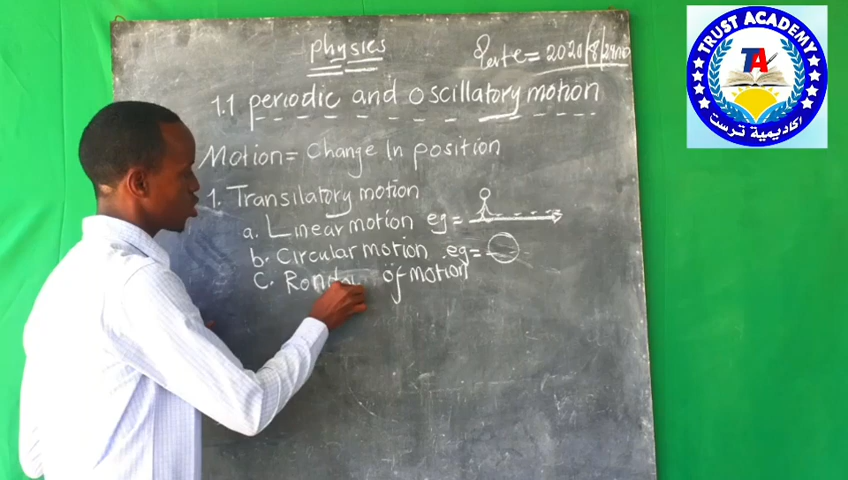 physics
Date = 2020/8/24
1.1 periodic and Oscillatory motion
Motion = Change In position
1. Transilatory motion
a. Linear motion eg =
b. Circular motion . eg =
C. of motion
TRUST ACADEMY
TA
اكاديمية ترست